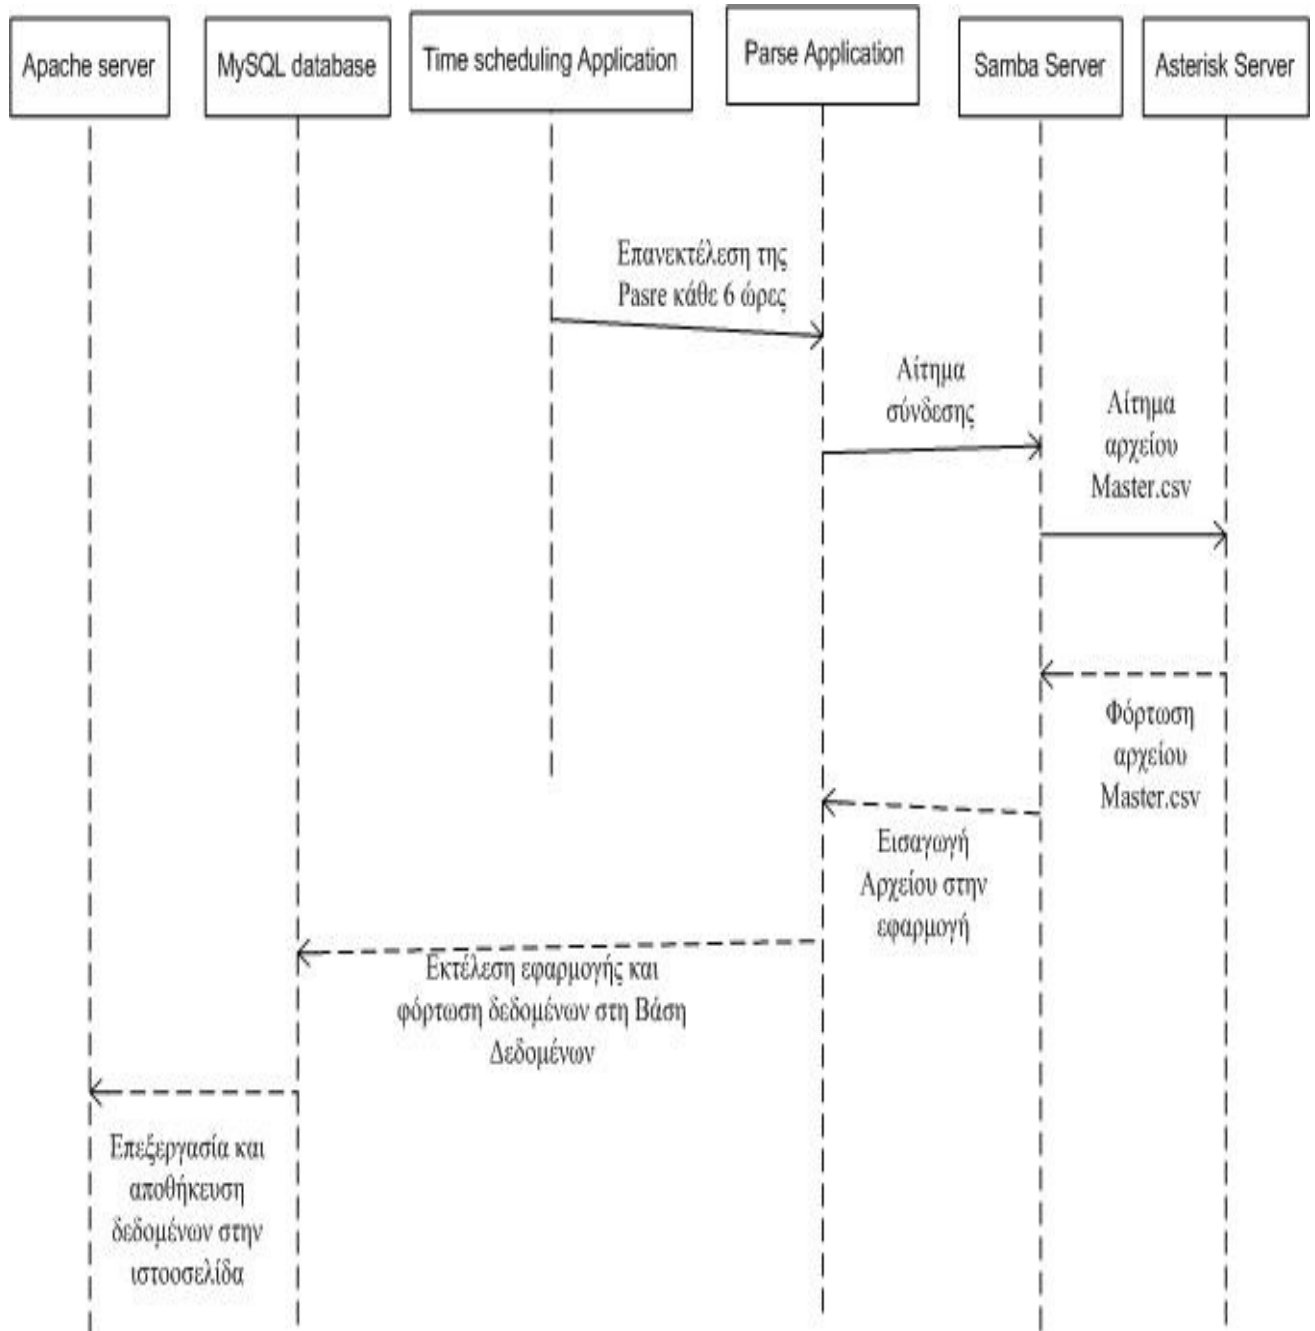 Apache server
MySQL database
Time scheduling Application
Parse Application
Samba Server
Asterisk Server
Επανεκτέλεση της
Pasre κάθε 6 ώρες
Αίτημα
σύνδεσης
Αίτημα
αρχείου
Master.csv
Φόρτωση
αρχείου
Master.csv
Εισαγωγή
Αρχείου στην
εφαρμογή
Εκτέλεση εφαρμογής και
φόρτωση δεδομένων στη Βάση
Δεδομένων
Επεξεργασία και
αποθήκευση
δεδομένων στην
ιστοοσελίδα